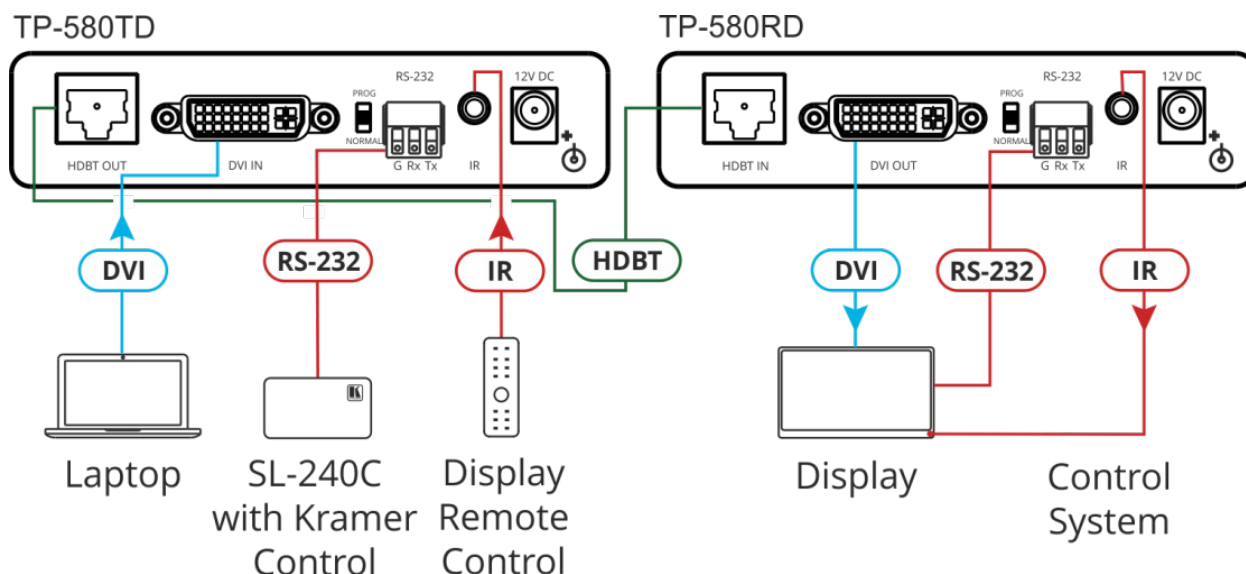 TP-580TD
TP-580RD
RS-232
12V DC
PROG
NORMAL
HDBT OUT
DVI IN
G Rx Tx
IR
RS-232
12V DC
PROG
NORMAL
HDBT IN
DVI OUT
G Rx Tx
IR
DVI
RS-232
IR
HDBT
DVI
RS-232
IR
K
Laptop
SL-240C
with Kramer
Control
Display
Remote
Control
Display
Control
System